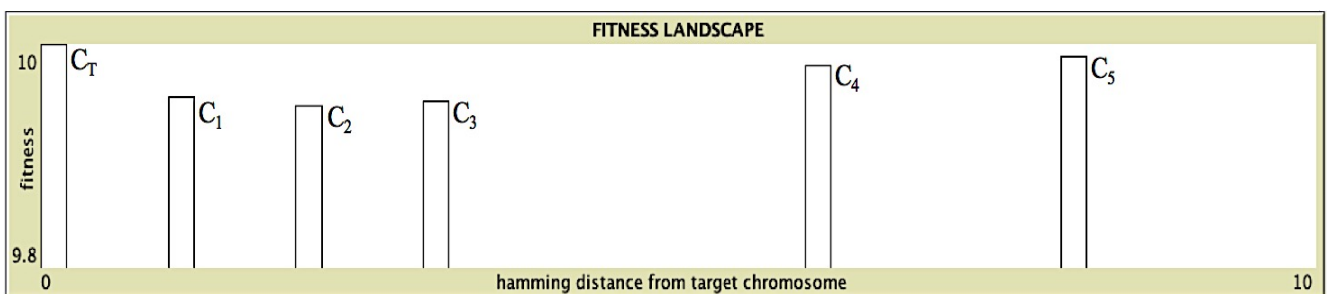 FITNESS LANDSCAPE
10
C_T
C_1
C_2
C_3
C_4
C_5
fitness
9.8
0
hamming distance from target chromosome
10